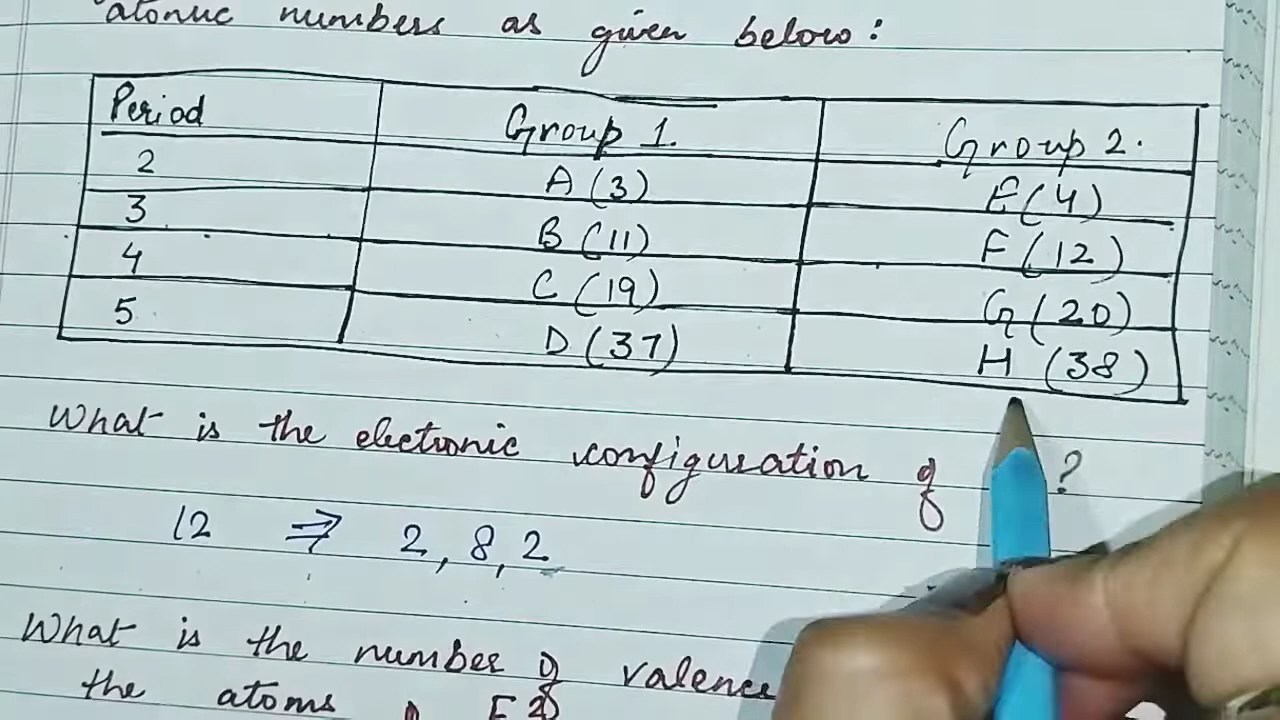 atomic numbers as given below:
Period Group 1. Group 2.
2 A (3) E (4)
3 B (11) F (12)
4 C (19) G (20)
5 D (37) H (38)
What is the electronic configuration of ?
12 ⇒ 2, 8, 2
What is the number of valence
the atoms